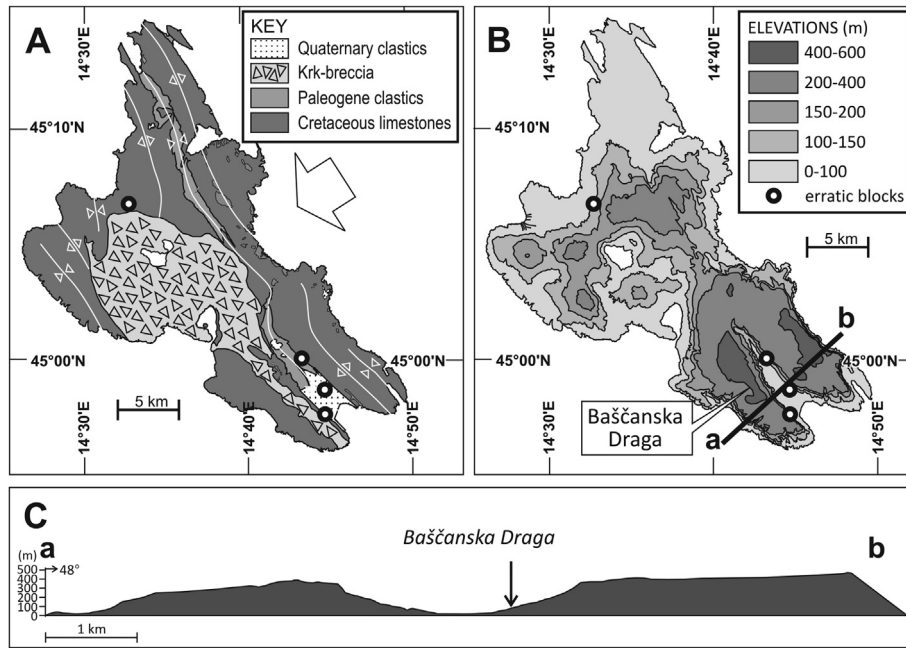 A
14°30'E
KEY
Quaternary clastics
Krk-breccia
Paleogene clastics
Cretaceous limestones
45°10'N
45°00'N
45°00'N
5 km
14°30'E
14°40'E
14°50'E
B
14°30'E
ELEVATIONS (m)
400-600
200-400
150-200
100-150
0-100
erratic blocks
45°10'N
5 km
b
45°00'N
45°00'N
Baščanska
Draga
a
14°30'E
14°40'E
14°50'E
C
a
Baščanska Draga
b
(m)
500
48°
400
300
200
100
0
1 km